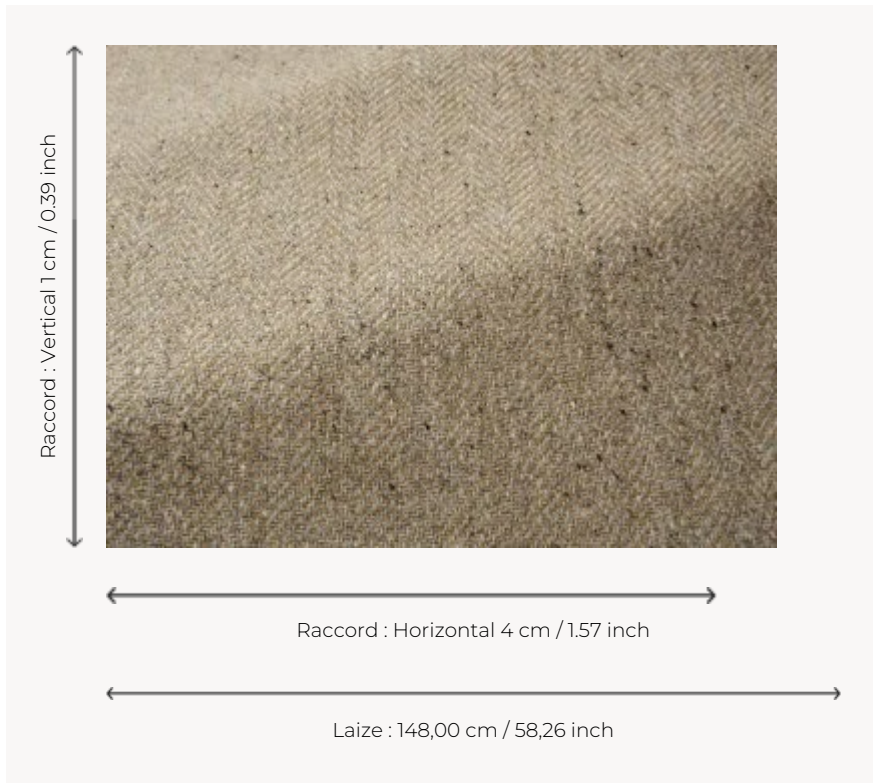 Raccord : Vertical 1 cm / 0.39 inch
Raccord : Horizontal 4 cm / 1.57 inch
Laize : 148,00 cm / 58,26 inch